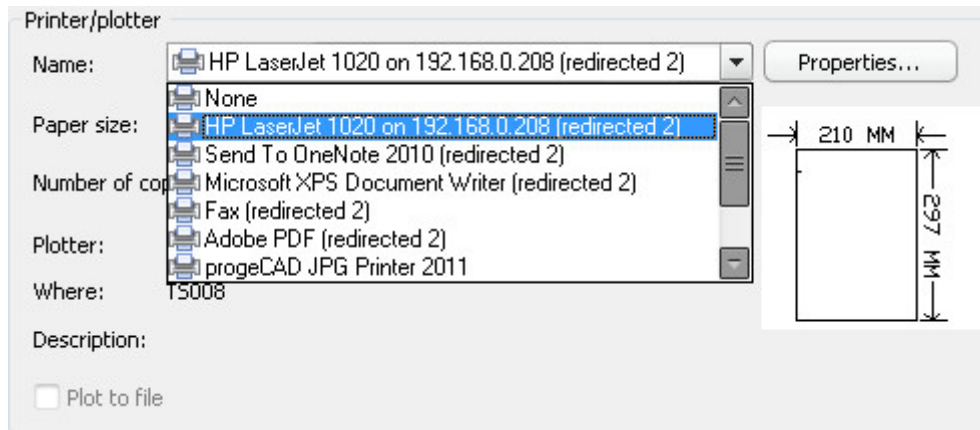 Printer/plotter
Name: HP LaserJet 1020 on 192.168.0.208 (redirected 2) Properties...
None
Paper size: HP LaserJet 1020 on 192.168.0.208 (redirected 2) 210 MM
Send To OneNote 2010 (redirected 2)
Number of cop Microsoft XPS Document Writer (redirected 2)
Fax (redirected 2) 297 MM
Plotter: Adobe PDF (redirected 2)
progeCAD JPG Printer 2011
Where: TS008
Description:
Plot to file